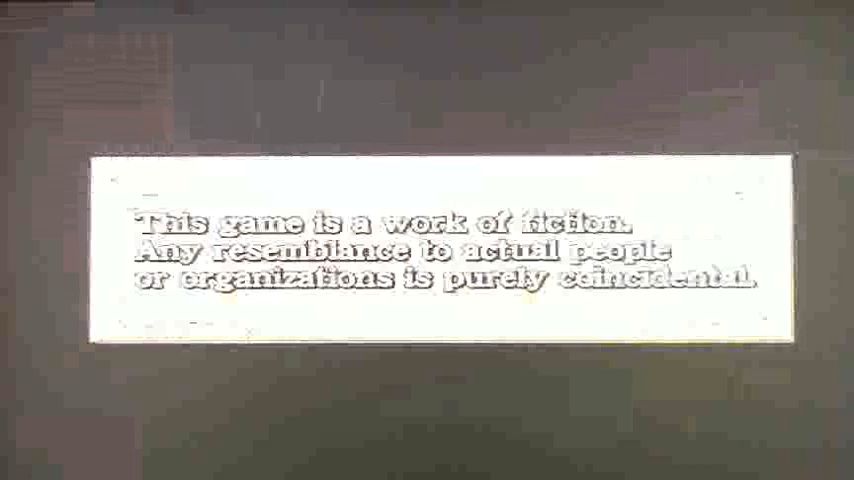 This game is a work of fiction.
Any resemblance to actual people
or organizations is purely coincidental.